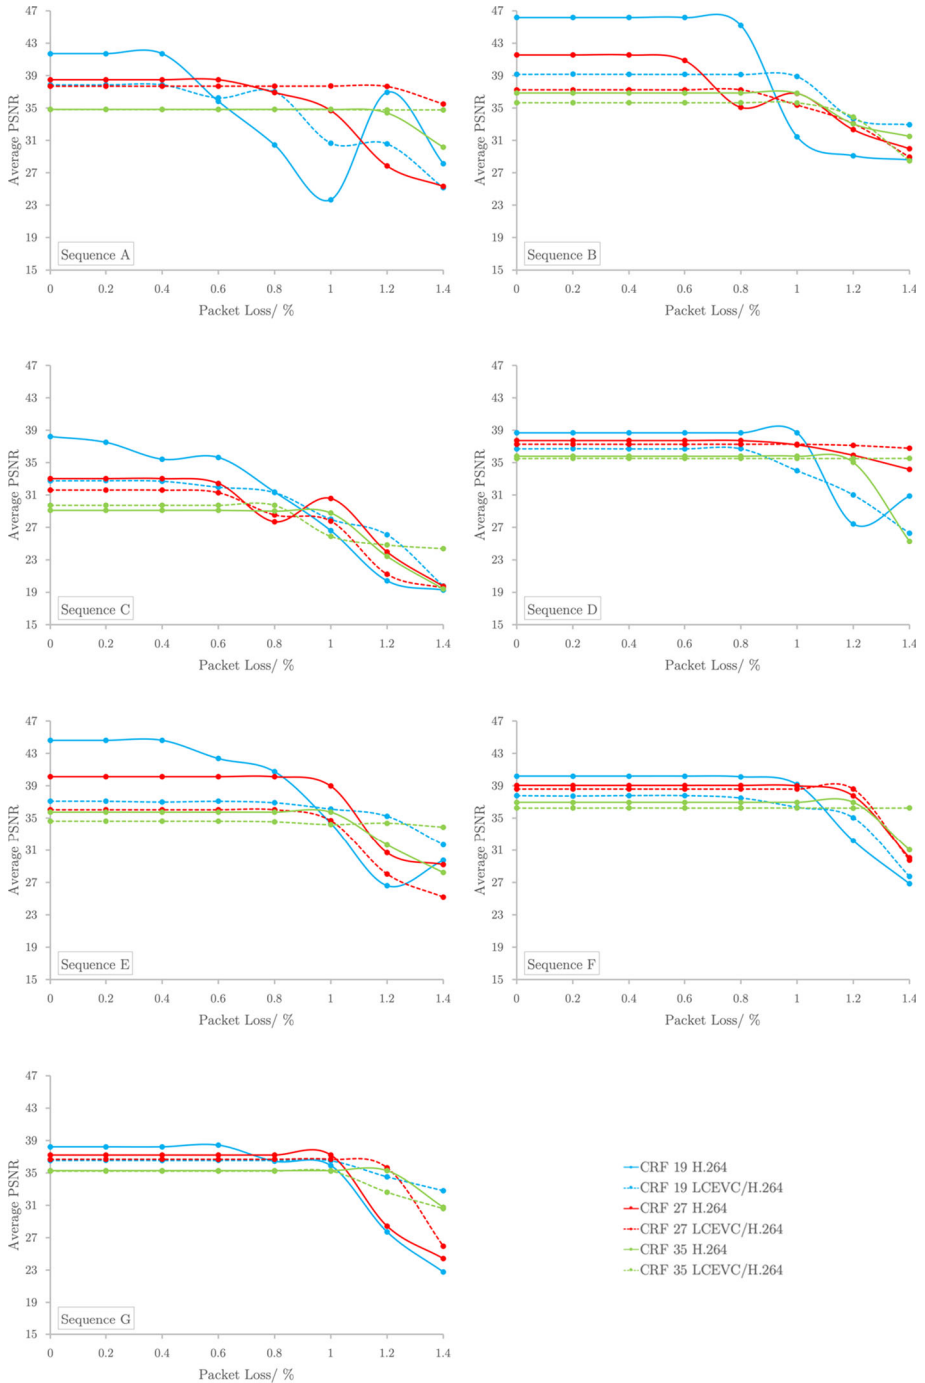 47
43
39
35
31
27
23
19
15
Average PSNR
Sequence A
0 0.2 0.4 0.6 0.8 1 1.2 1.4
Packet Loss/ %
47
43
39
35
31
27
23
19
15
Average PSNR
Sequence B
0 0.2 0.4 0.6 0.8 1 1.2 1.4
Packet Loss/ %
47
43
39
35
31
27
23
19
15
Average PSNR
Sequence C
0 0.2 0.4 0.6 0.8 1 1.2 1.4
Packet Loss/ %
47
43
39
35
31
27
23
19
15
Average PSNR
Sequence D
0 0.2 0.4 0.6 0.8 1 1.2 1.4
Packet Loss/ %
47
43
39
35
31
27
23
19
15
Average PSNR
Sequence E
0 0.2 0.4 0.6 0.8 1 1.2 1.4
Packet Loss/ %
47
43
39
35
31
27
23
19
15
Average PSNR
Sequence F
0 0.2 0.4 0.6 0.8 1 1.2 1.4
Packet Loss/ %
47
43
39
35
31
27
23
19
15
Average PSNR
Sequence G
0 0.2 0.4 0.6 0.8 1 1.2 1.4
Packet Loss/ %
CRF 19 H.264
CRF 19 LCEVC/H.264
CRF 27 H.264
CRF 27 LCEVC/H.264
CRF 35 H.264
CRF 35 LCEVC/H.264